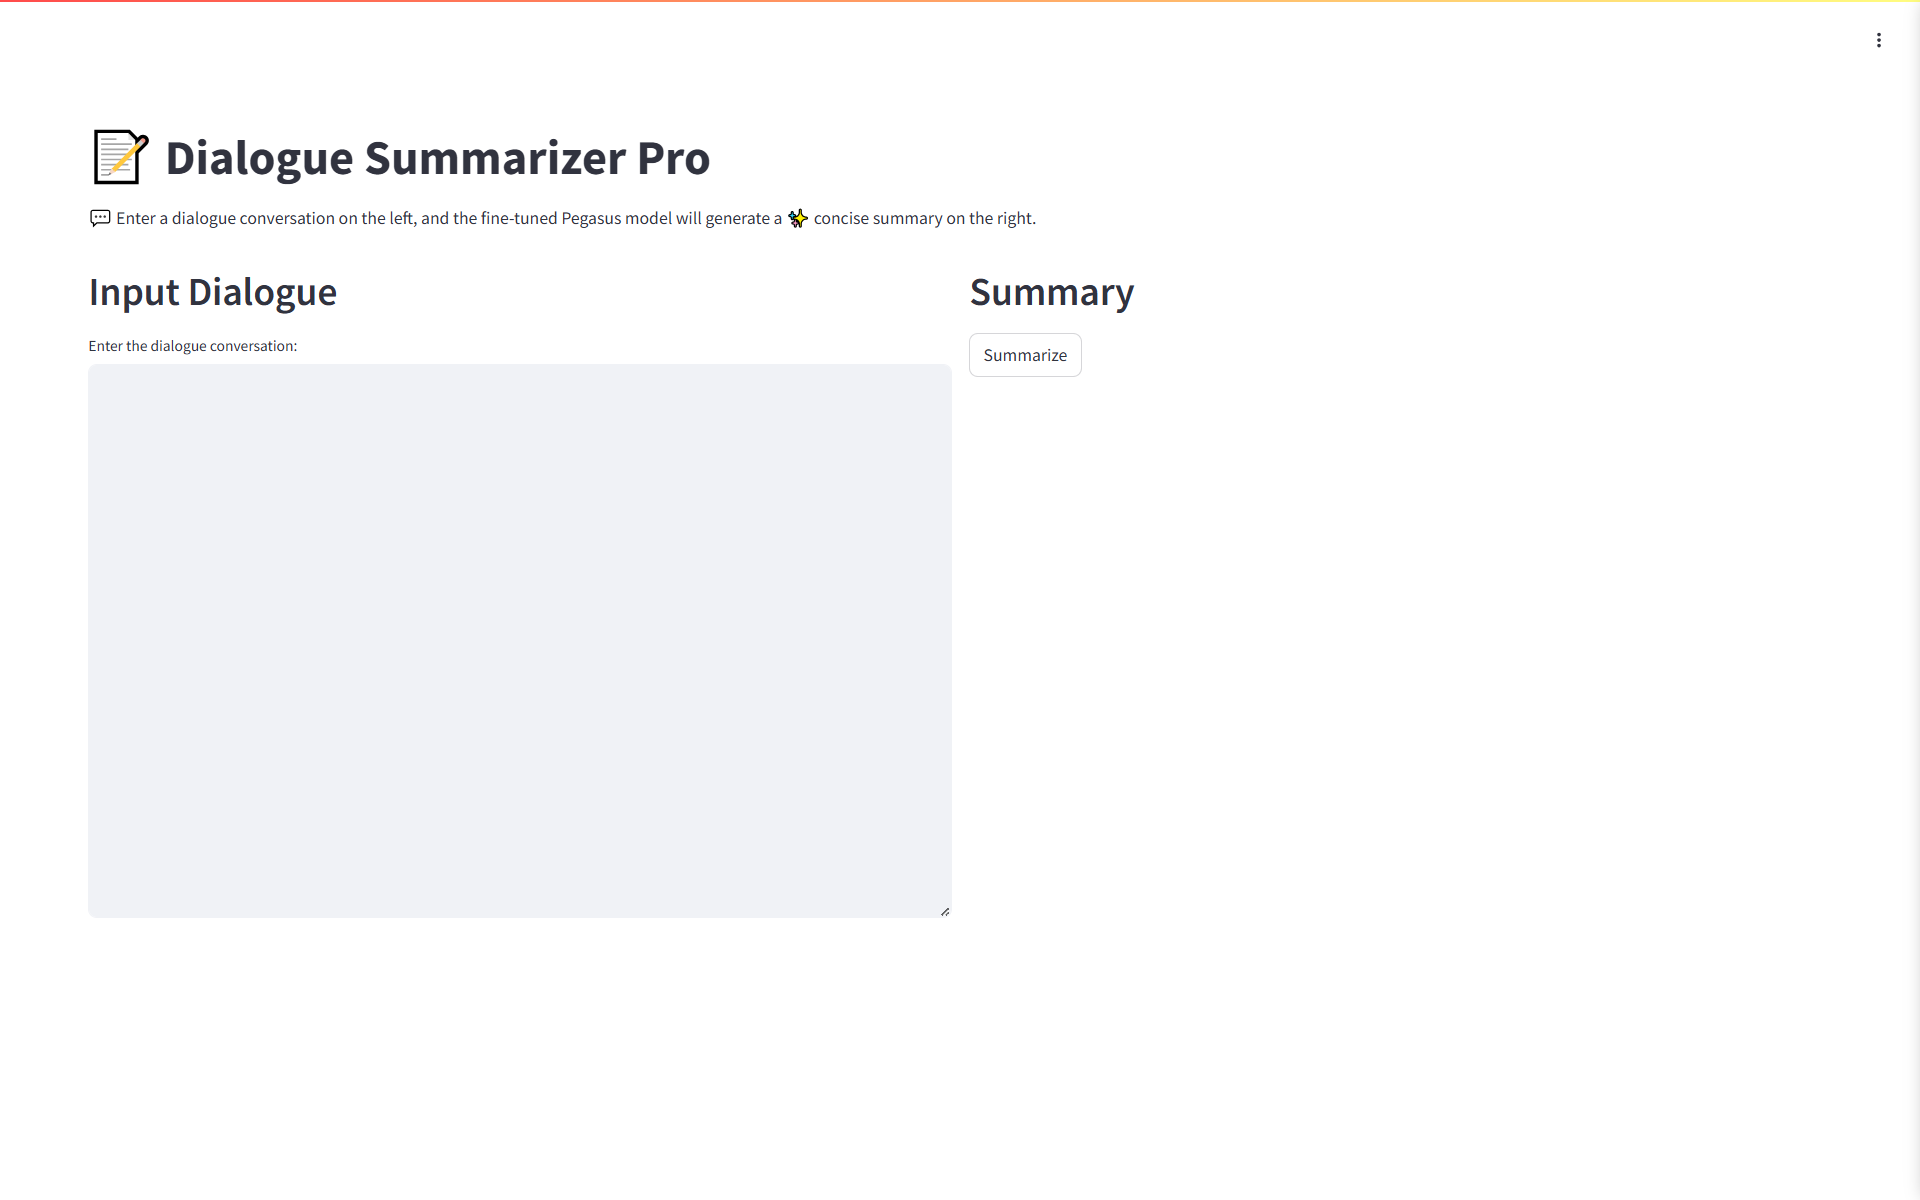 📝 Dialogue Summarizer Pro
💬 Enter a dialogue conversation on the left, and the fine-tuned Pegasus model will generate a ✨ concise summary on the right.
Input Dialogue
Enter the dialogue conversation:
Summary
Summarize